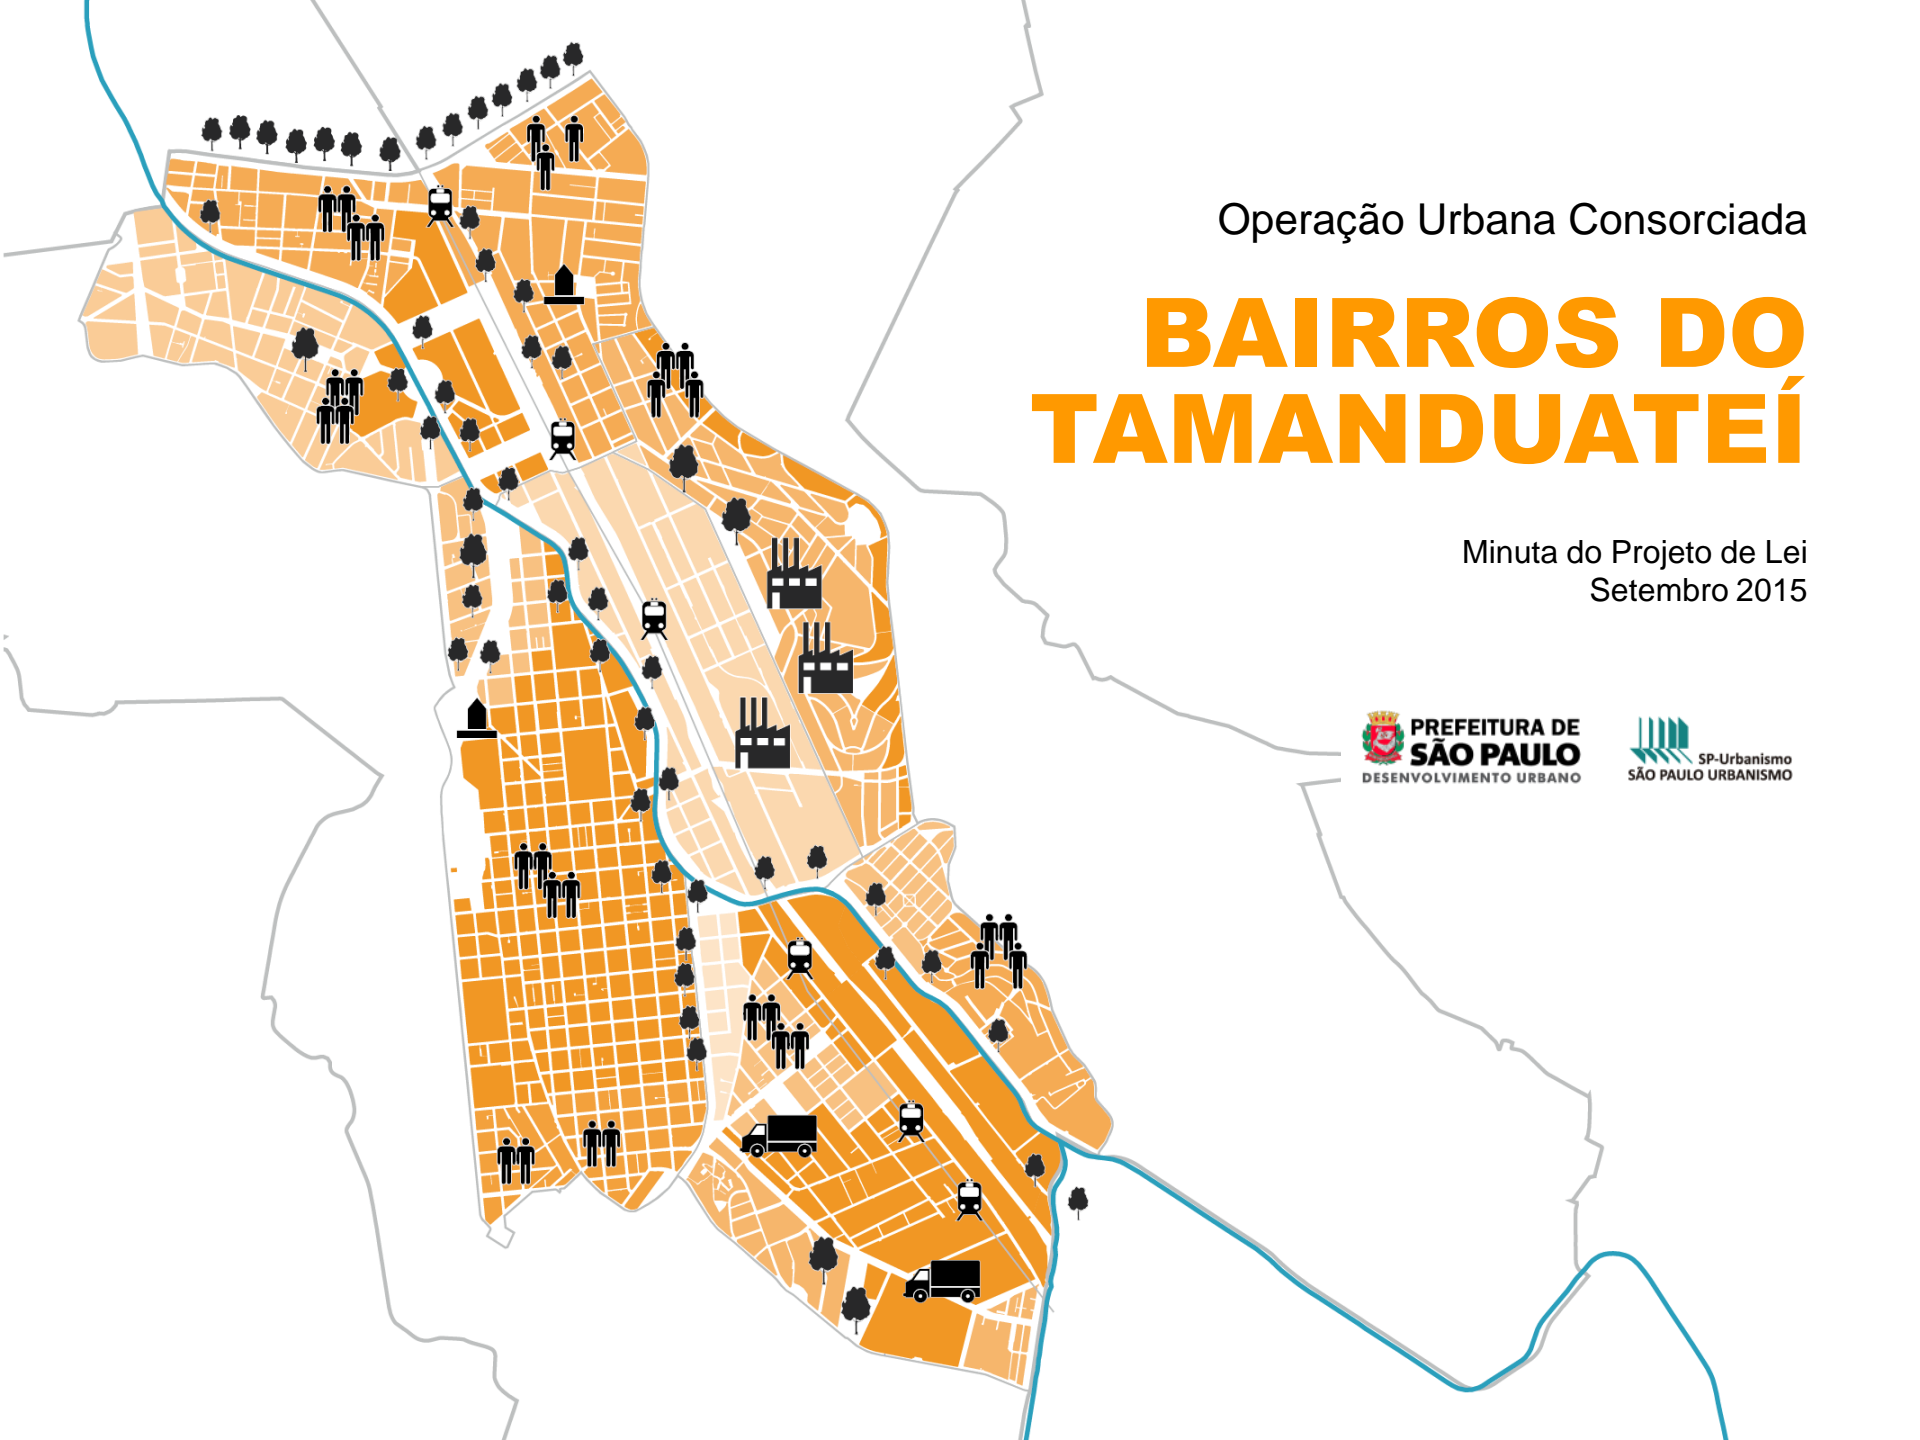 Operação Urbana Consorciada
BAIRROS DO
TAMANDUATEÍ
Minuta do Projeto de Lei
Setembro 2015
PREFEITURA DE
SÃO PAULO
DESENVOLVIMENTO URBANO
SP-Urbanismo
SÃO PAULO URBANISMO